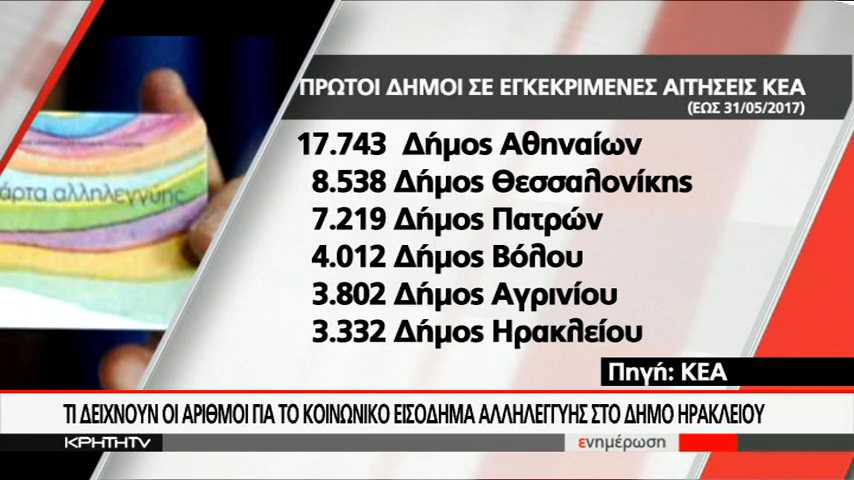 ΠΡΩΤΟΙ ΔΗΜΟΙ ΣΕ ΕΓΚΕΚΡΙΜΕΝΕΣ ΑΙΤΗΣΕΙΣ ΚΕΑ
(ΕΩΣ 31/05/2017)
17.743 Δήμος Αθηναίων
8.538 Δήμος Θεσσαλονίκης
7.219 Δήμος Πατρών
4.012 Δήμος Βόλου
3.802 Δήμος Αγρινίου
3.332 Δήμος Ηρακλείου
άρτα αλληλεγγύης
Πηγή: ΚΕΑ
ΤΙ ΔΕΙΧΝΟΥΝ ΟΙ ΑΡΙΘΜΟΙ ΓΙΑ ΤΟ ΚΟΙΝΩΝΙΚΟ ΕΙΣΟΔΗΜΑ ΑΛΛΗΛΕΓΓΥΗΣ ΣΤΟ ΔΗΜΟ ΗΡΑΚΛΕΙΟΥ
ΚΡΗΤΗTV
ενημέρωση